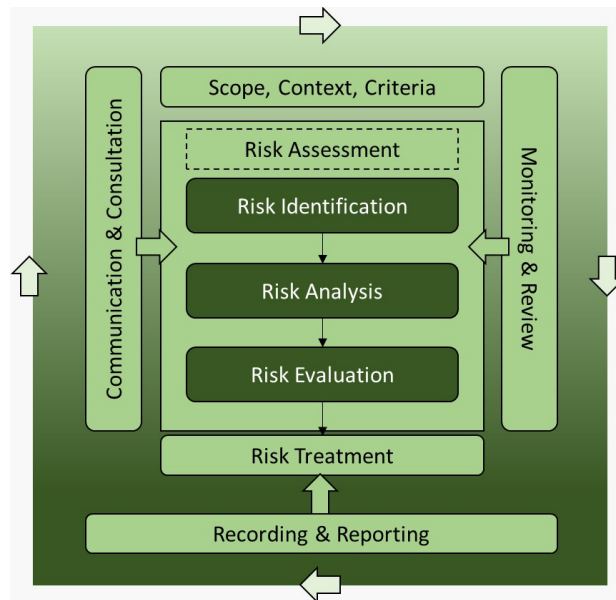 Scope, Context, Criteria
Communication & Consultation
Risk Assessment
Risk Identification
Risk Analysis
Risk Evaluation
Monitoring & Review
Risk Treatment
Recording & Reporting